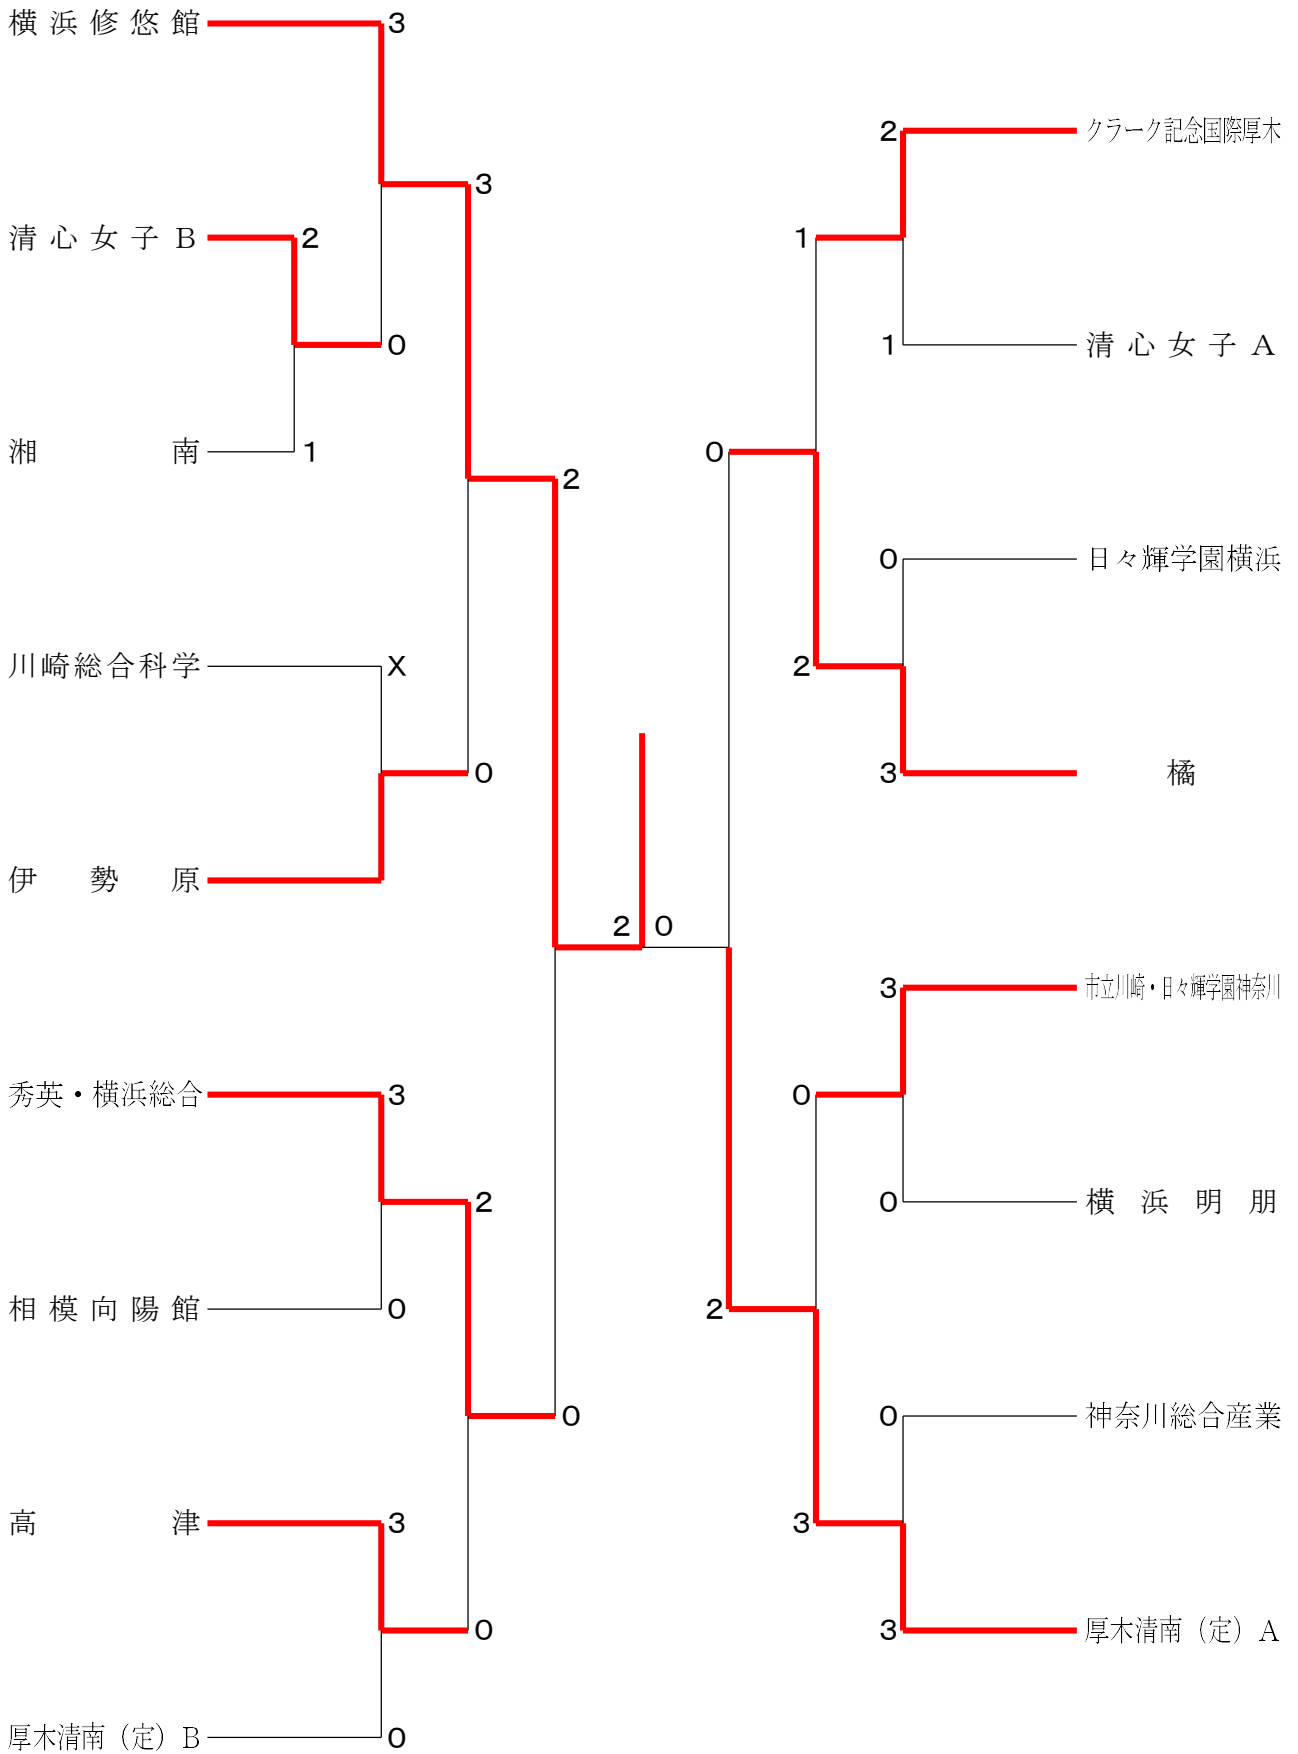 横浜修悠館 3
3
清心女子B 2
0
湘南 1
2
川崎総合科学 X
0
伊勢原
2 0
秀英・横浜総合 3
2
相模向陽館 0
0
高津 3
0
厚木清南(定)B 0
2 クラーク記念国際厚木
1
1 清心女子A
0
0 日々輝学園横浜
2
3 橘
3 市立川崎・日々輝学園神奈川
0
0 横浜明朋
2
0 神奈川総合産業
3
3 厚木清南(定)A